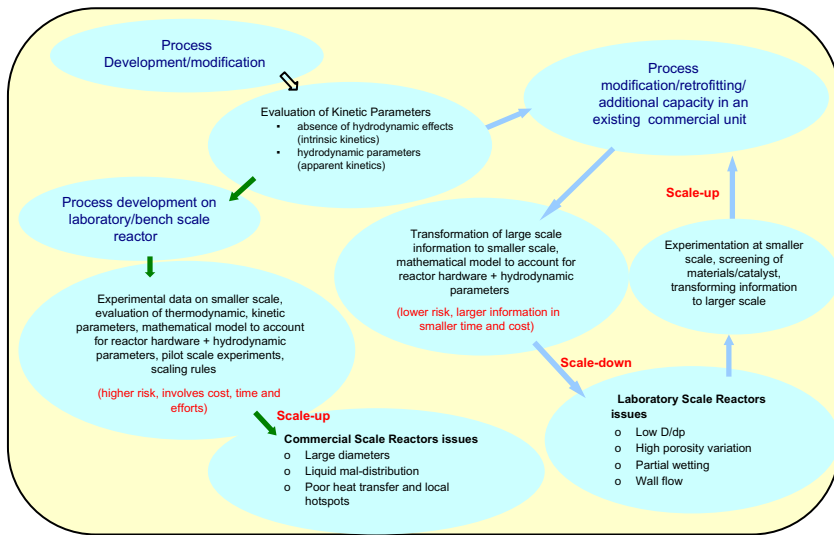 Process
Development/modification
Evaluation of Kinetic Parameters
▪ absence of hydrodynamic effects
(intrinsic kinetics)
▪ hydrodynamic parameters
(apparent kinetics)
Process
modification/retrofitting/
additional capacity in an
existing commercial unit
Process development on
laboratory/bench scale
reactor
Transformation of large scale
information to smaller scale,
mathematical model to account for
reactor hardware + hydrodynamic
parameters
(lower risk, larger information in
smaller time and cost)
Scale-up
Experimentation at smaller
scale, screening of
materials/catalyst,
transforming information
to larger scale
Experimental data on smaller scale,
evaluation of thermodynamic, kinetic
parameters, mathematical model to account
for reactor hardware + hydrodynamic
parameters, pilot scale experiments,
scaling rules
(higher risk, involves cost, time and
efforts)
Scale-down
Scale-up
Commercial Scale Reactors issues
o Large diameters
o Liquid mal-distribution
o Poor heat transfer and local
hotspots
Laboratory Scale Reactors
issues
o Low D/dp
o High porosity variation
o Partial wetting
o Wall flow